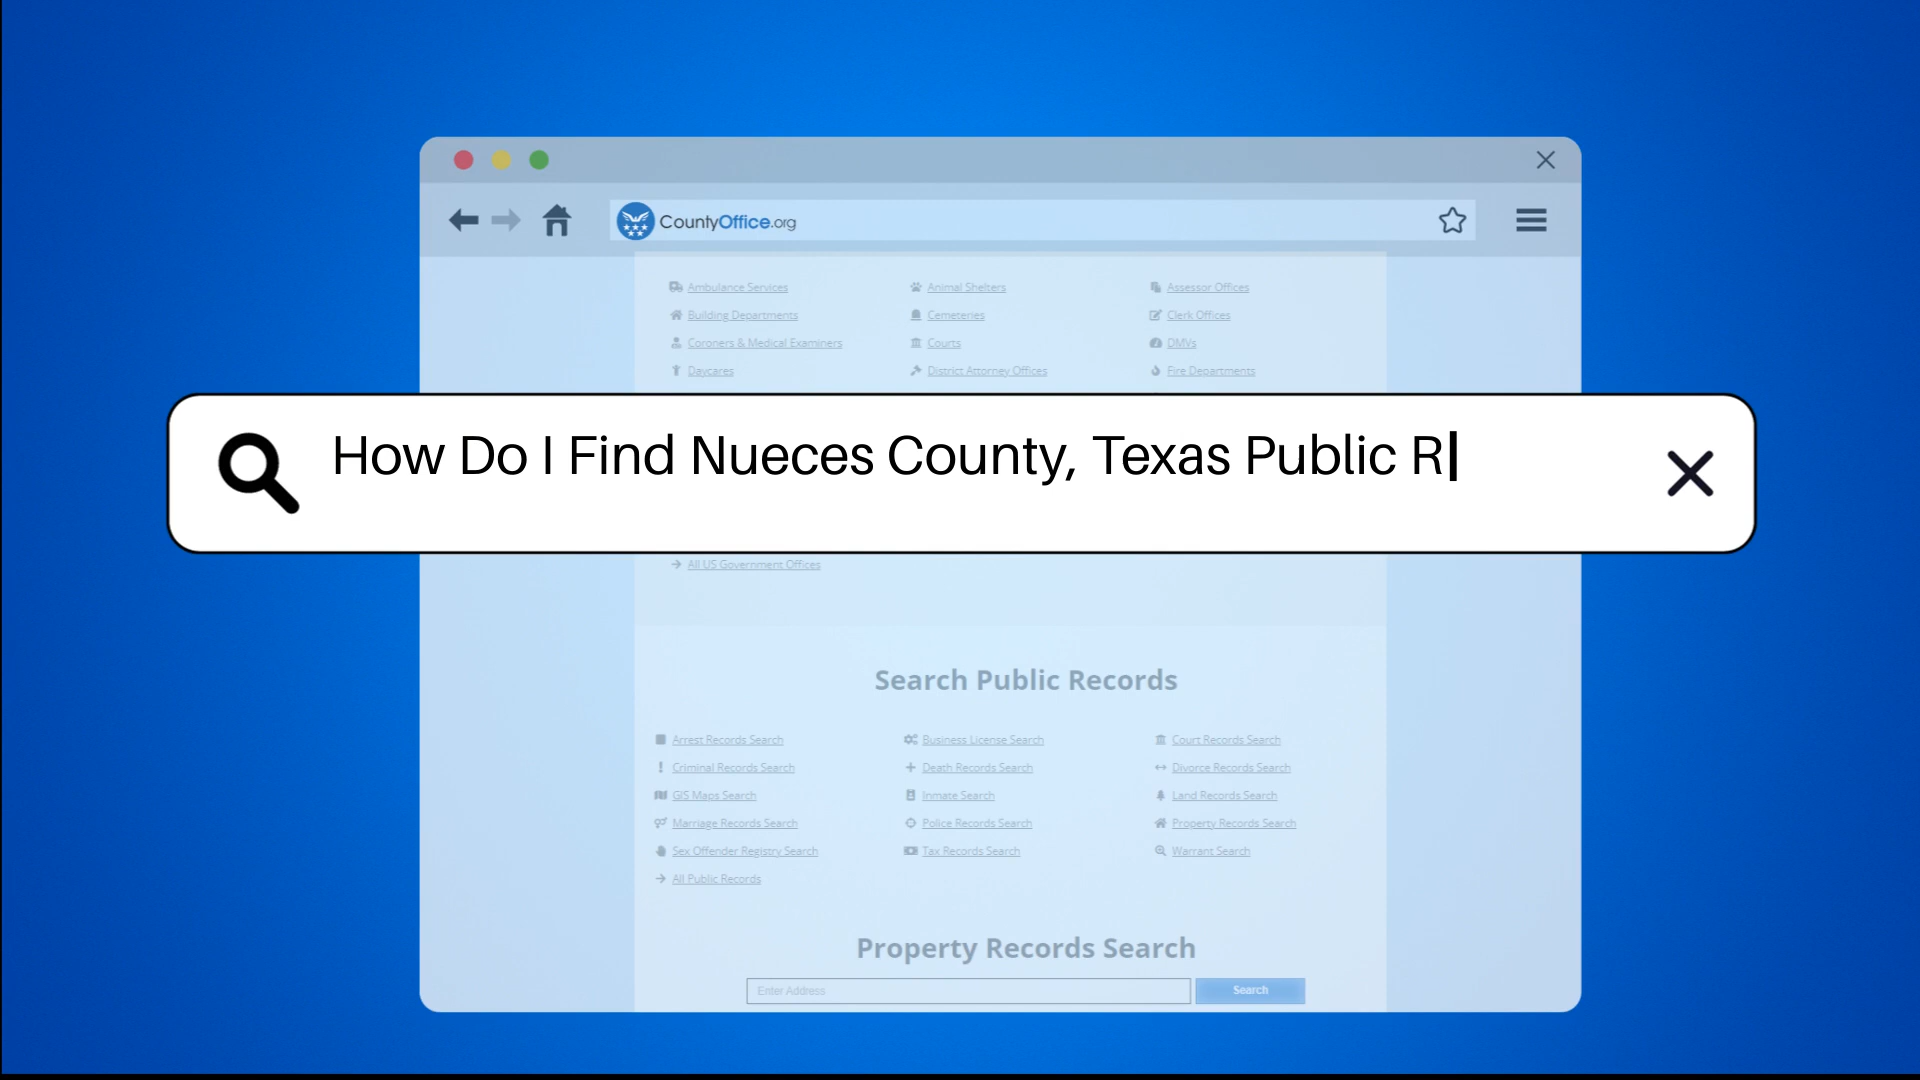 CountyOffice.org
Ambulance Services Animal Shelters Assessor Offices
Building Departments Cemeteries Clerk Offices
Coroners & Medical Examiners Courts DMVs
Daycares District Attorney Offices Fire Departments
How Do I Find Nueces County, Texas Public R
All US Government Offices
Search Public Records
Arrest Records Search Business License Search Court Records Search
Criminal Records Search Death Records Search Divorce Records Search
GIS Maps Search Inmate Search Land Records Search
Marriage Records Search Police Records Search Property Records Search
Sex Offender Registry Search Tax Records Search Warrant Search
All Public Records
Property Records Search
Enter Address Search